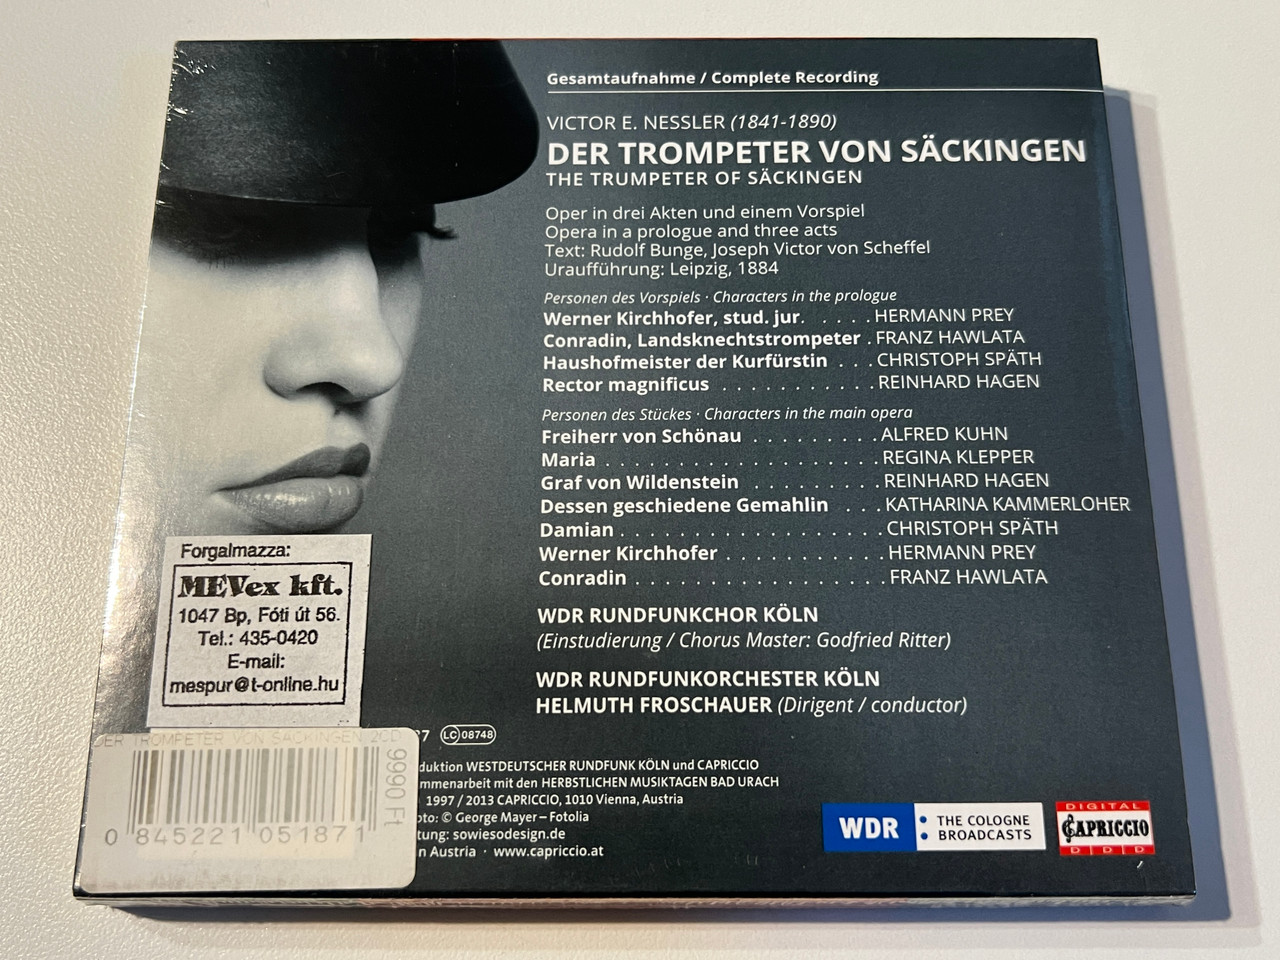 Gesamtaufnahme / Complete Recording
VICTOR E. NESSLER (1841-1890)
DER TROMPETER VON SÄCKINGEN
THE TRUMPETER OF SÄCKINGEN
Oper in drei Akten und einem Vorspiel
Opera in a prologue and three acts
Text: Rudolf Bunge, Joseph Victor von Scheffel
Uraufführung: Leipzig, 1884
Personen des Vorspiels · Characters in the prologue
Werner Kirchhofer, stud. jur. . . . . . HERMANN PREY
Conradin, Landsknechtstrompeter . FRANZ HAWLATA
Haushofmeister der Kurfürstin . . . CHRISTOPH SPÄTH
Rector magnificus . . . . . . . . . . . REINHARD HAGEN
Personen des Stückes · Characters in the main opera
Freiherr von Schönau . . . . . . . . . ALFRED KUHN
Maria . . . . . . . . . . . . . . . . . . . REGINA KLEPPER
Graf von Wildenstein . . . . . . . . . REINHARD HAGEN
Dessen geschiedene Gemahlin . . . KATHARINA KAMMERLOHER
Damian . . . . . . . . . . . . . . . . . . CHRISTOPH SPÄTH
Werner Kirchhofer . . . . . . . . . . . HERMANN PREY
Conradin . . . . . . . . . . . . . . . . . FRANZ HAWLATA
WDR RUNDFUNKCHOR KÖLN
(Einstudierung / Chorus Master: Godfried Ritter)
WDR RUNDFUNKORCHESTER KÖLN
HELMUTH FROSCHAUER (Dirigent / conductor)
Forgalmazza:
MEVex kft.
1047 Bp, Fóti út 56.
Tel.: 435-0420
E-mail:
mespur@t-online.hu
DER TROMPETER VON SACKINGEN 2CD
9990 Ft
0 845221 051871
LC 08748
WESTDEUTSCHER RUNDFUNK KÖLN und CAPRICCIO
mit den HERBSTLICHEN MUSIKTAGEN BAD URACH
1997 / 2013 CAPRICCIO, 1010 Vienna, Austria
© George Mayer – Fotolia
sowiesodesign.de
Austria · www.capriccio.at
WDR
THE COLOGNE
BROADCASTS
DIGITAL
CAPRICCIO
D D D